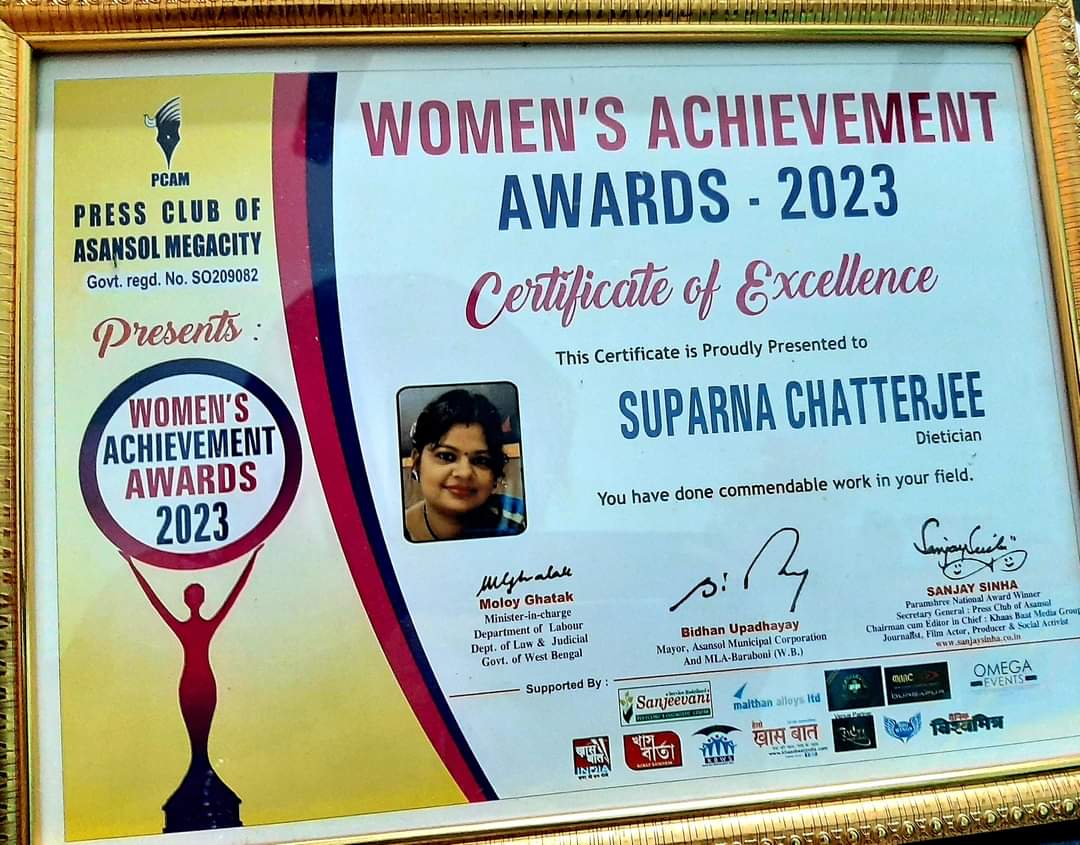 PCAM
PRESS CLUB OF
ASANSOL MEGACITY
Govt. regd. No. SO209082
Presents :
WOMEN'S
ACHIEVEMENT
AWARDS
2023
WOMEN'S ACHIEVEMENT
AWARDS - 2023
Certificate of Excellence
This Certificate is Proudly Presented to
SUPARNA CHATTERJEE
Dietician
You have done commendable work in your field.
Moloy Ghatak
Minister-in-charge
Department of Labour
Dept. of Law & Judicial
Govt. of West Bengal
Bidhan Upadhayay
Mayor, Asansol Municipal Corporation
And MLA-Baraboni (W.B.)
SANJAY SINHA
Paramshree National Award Winner
Secretary General : Press Club of Asansol
Chairman cum Editor in Chief : Khaas Baat Media Group
Journalist, Film Actor, Producer & Social Activist
www.sanjaysinha.co.in
Supported By :
Sanjeevani
maithan alloys ltd
maac
DURGAPUR
OMEGA
EVENTS
INDIA
খাস
বার্তা
ख़ास बात
विश्वमित्र